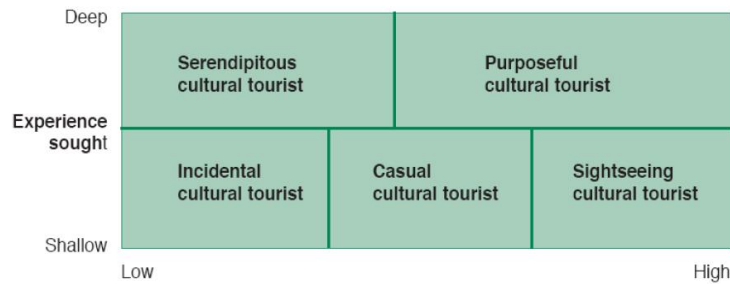 Deep
Serendipitous
cultural tourist
Purposeful
cultural tourist
Experience
sought
Incidental
cultural tourist
Casual
cultural tourist
Sightseeing
cultural tourist
Shallow
Low
High